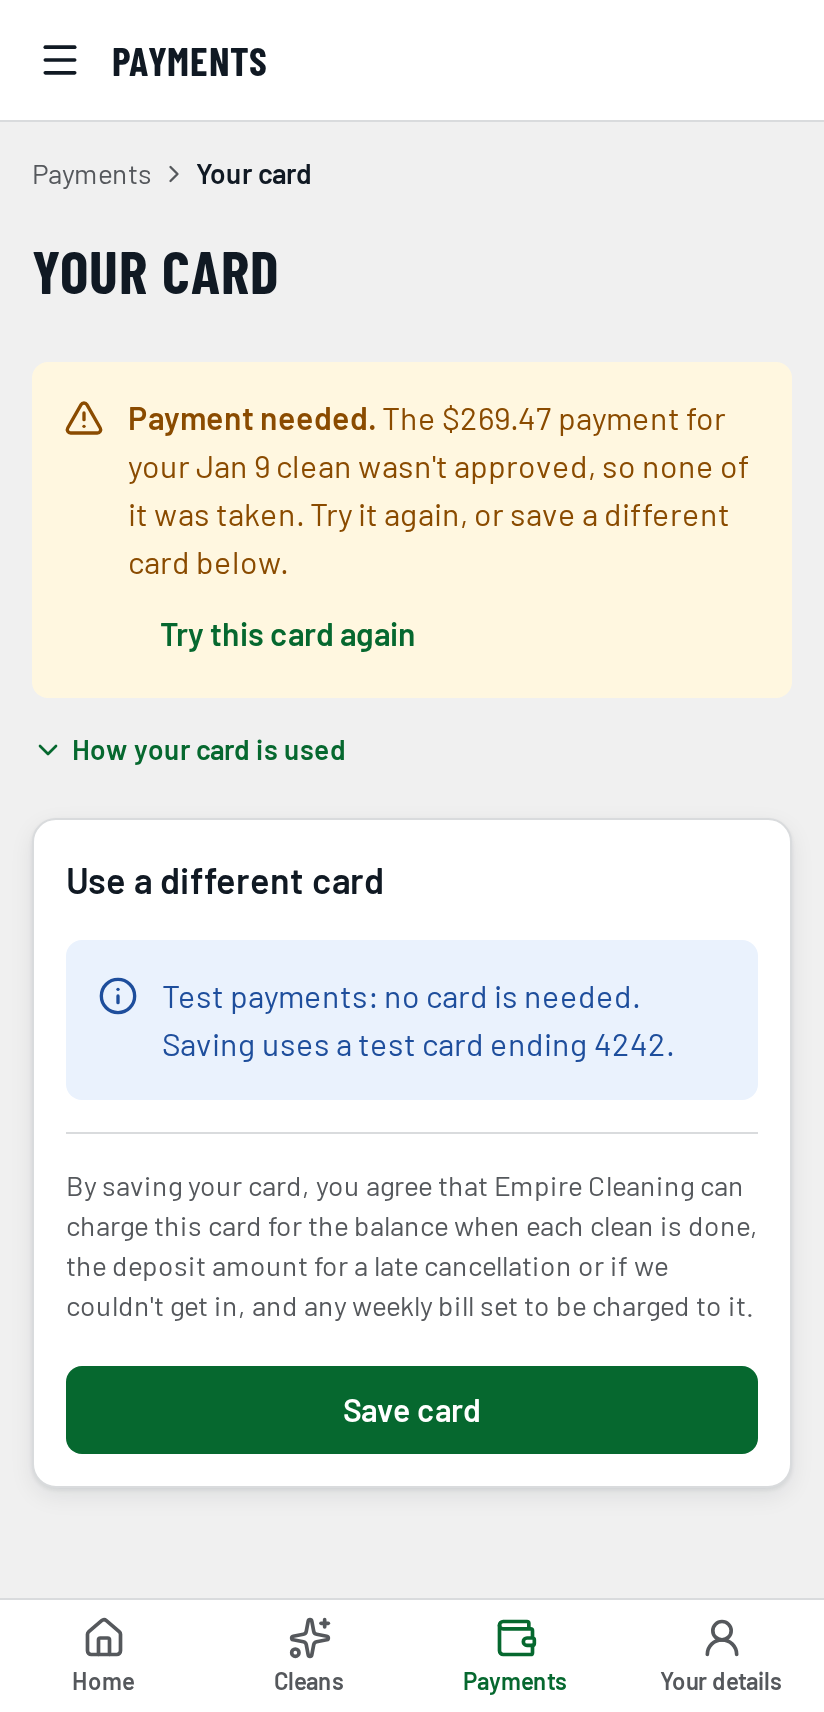 PAYMENTS
Payments > Your card
YOUR CARD
Payment needed. The $269.47 payment for
your Jan 9 clean wasn't approved, so none of
it was taken. Try it again, or save a different
card below.
Try this card again
How your card is used
Use a different card
Test payments: no card is needed.
Saving uses a test card ending 4242.
By saving your card, you agree that Empire Cleaning can
charge this card for the balance when each clean is done,
the deposit amount for a late cancellation or if we
couldn't get in, and any weekly bill set to be charged to it.
Save card
Home Cleans Payments Your details